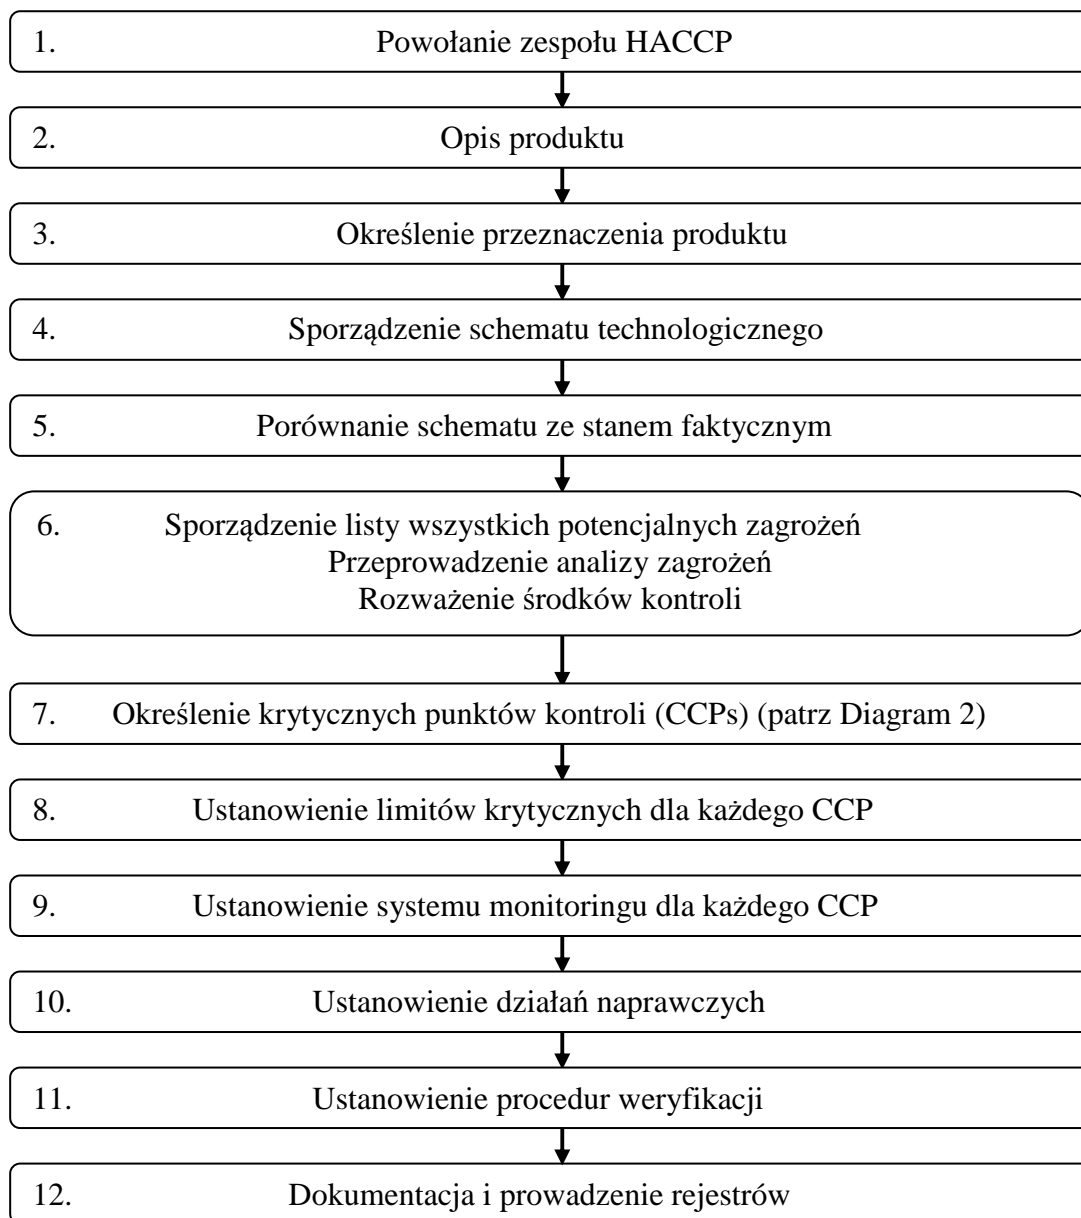 1. Powołanie zespołu HACCP
2. Opis produktu
3. Określenie przeznaczenia produktu
4. Sporządzenie schematu technologicznego
5. Porównanie schematu ze stanem faktycznym
6. Sporządzenie listy wszystkich potencjalnych zagrożeń
Przeprowadzenie analizy zagrożeń
Rozważenie środków kontroli
7. Określenie krytycznych punktów kontroli (CCPs) (patrz Diagram 2)
8. Ustanowienie limitów krytycznych dla każdego CCP
9. Ustanowienie systemu monitoringu dla każdego CCP
10. Ustanowienie działań naprawczych
11. Ustanowienie procedur weryfikacji
12. Dokumentacja i prowadzenie rejestrów